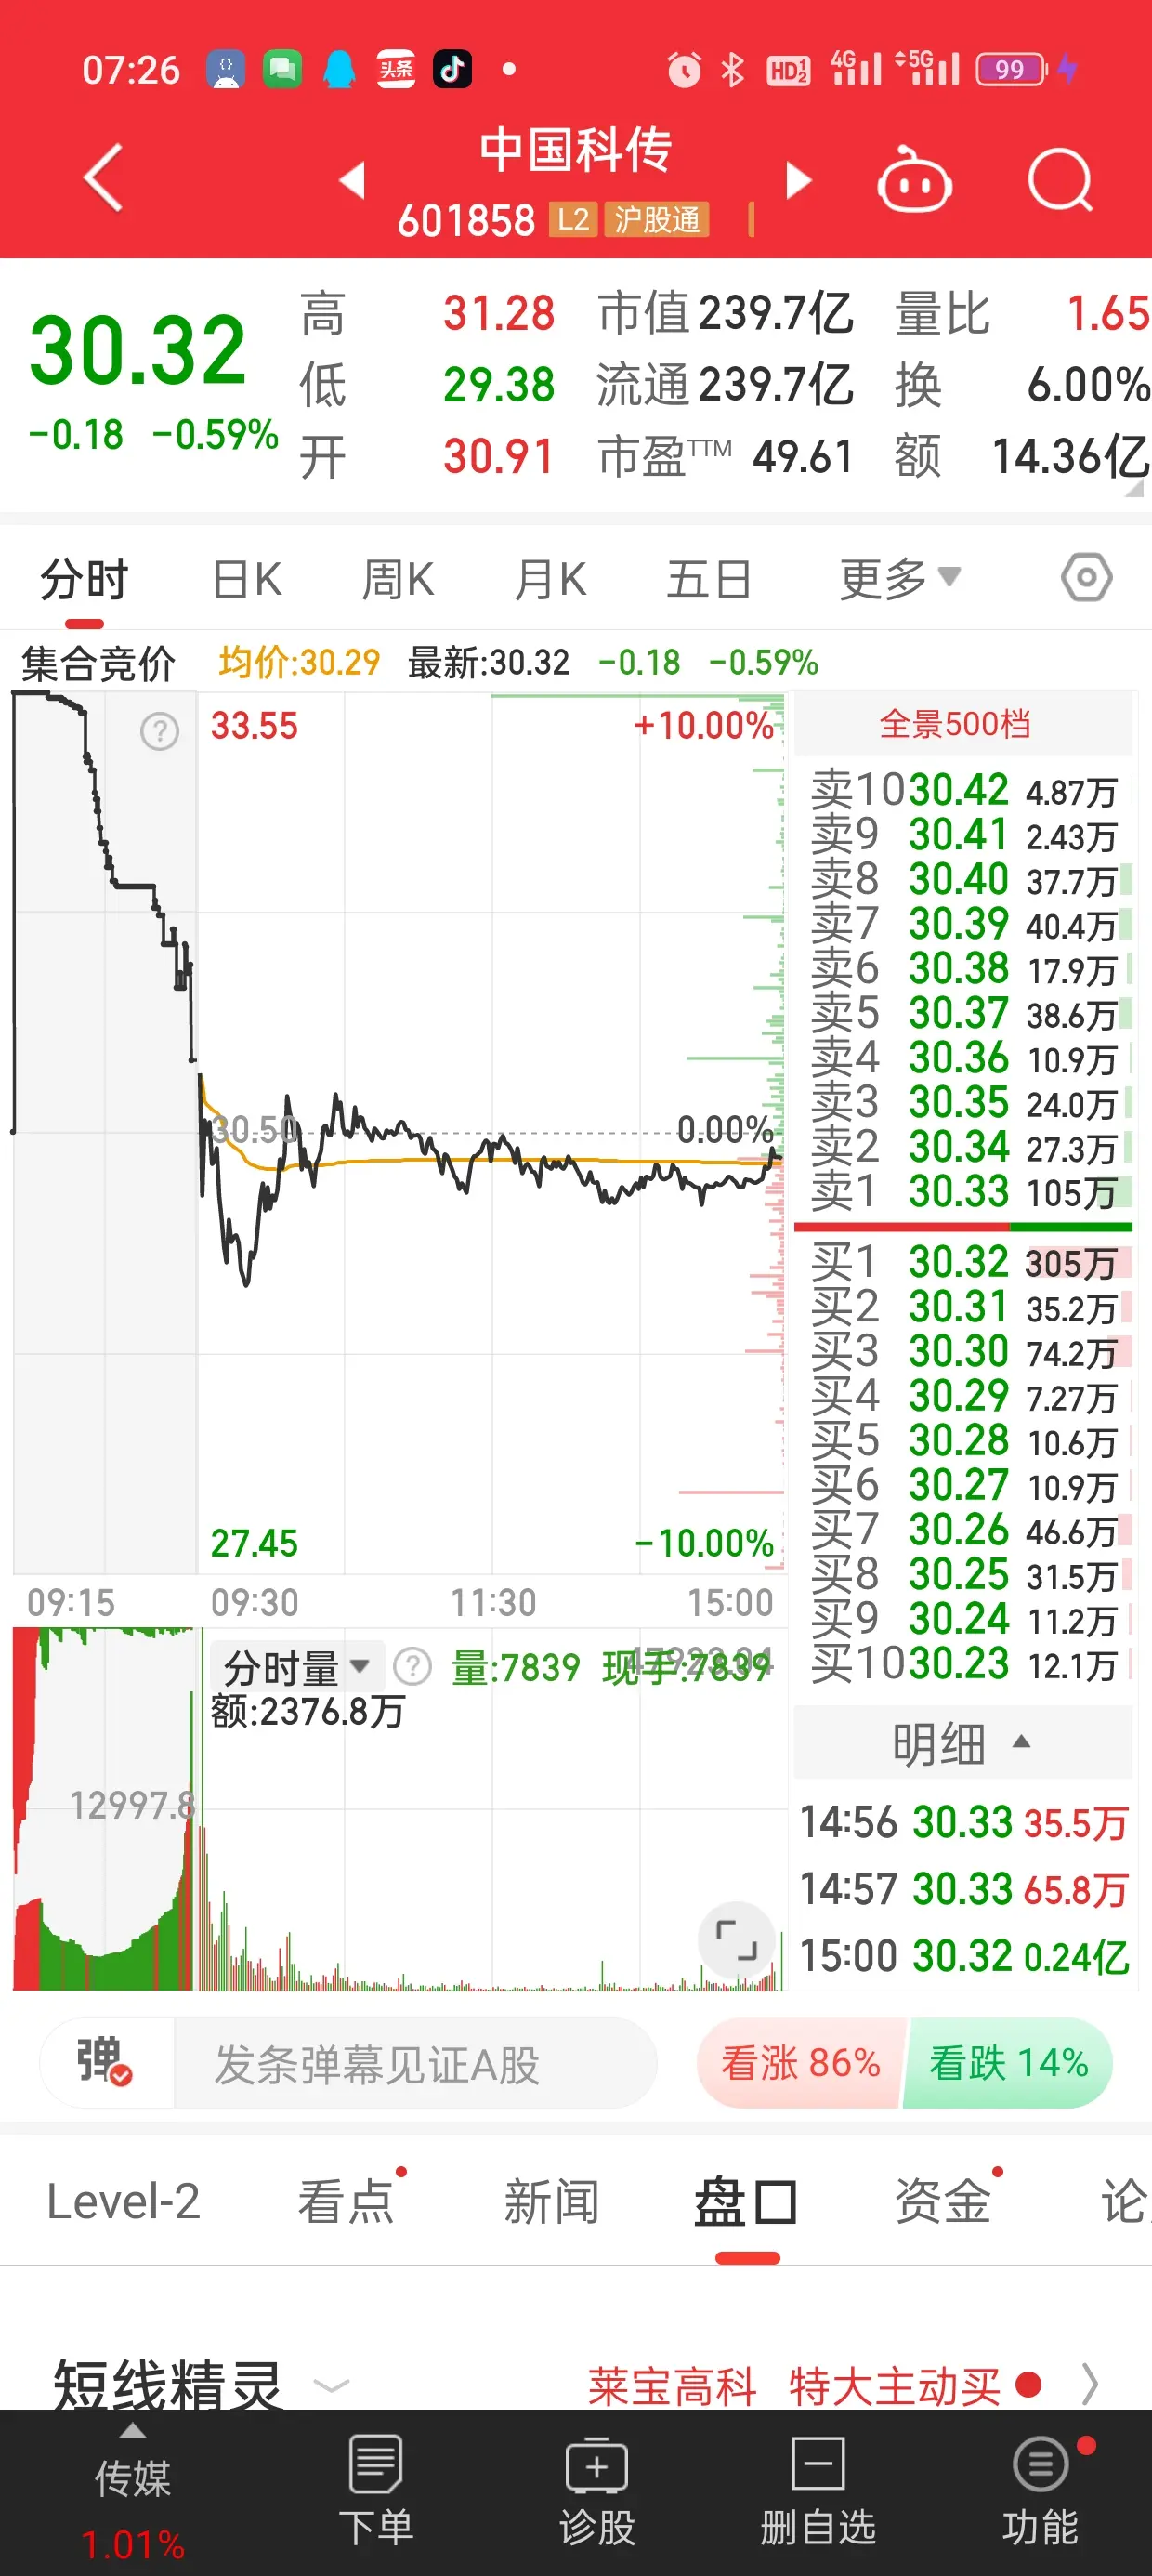 07:26 头条 HD 1 2 4G 5G 99
中国科传
601858 L2 沪股通
30.32
-0.18 -0.59%
高 31.28 市值 239.7亿 量比 1.65
低 29.38 流通 239.7亿 换 6.00%
开 30.91 市盈TTM 49.61 额 14.36亿
分时 日K 周K 月K 五日 更多
集合竞价 均价:30.29 最新:30.32 -0.18 -0.59%
33.55 +10.00%
30.50 0.00%
27.45 -10.00%
09:15 09:30 11:30 15:00
分时量 ? 量:7839 现手:7839
额:2376.8万
12997.8
全景500档
卖10 30.42 4.87万
卖9 30.41 2.43万
卖8 30.40 37.7万
卖7 30.39 40.4万
卖6 30.38 17.9万
卖5 30.37 38.6万
卖4 30.36 10.9万
卖3 30.35 24.0万
卖2 30.34 27.3万
卖1 30.33 105万
买1 30.32 305万
买2 30.31 35.2万
买3 30.30 74.2万
买4 30.29 7.27万
买5 30.28 10.6万
买6 30.27 10.9万
买7 30.26 46.6万
买8 30.25 31.5万
买9 30.24 11.2万
买10 30.23 12.1万
明细
14:56 30.33 35.5万
14:57 30.33 65.8万
15:00 30.32 0.24亿
弹 发条弹幕见证A股 看涨 86% 看跌 14%
Level-2 看点 新闻 盘口 资金 论
短线精灵 莱宝高科 特大主动买
传媒 下单 诊股 删自选 功能
1.01%